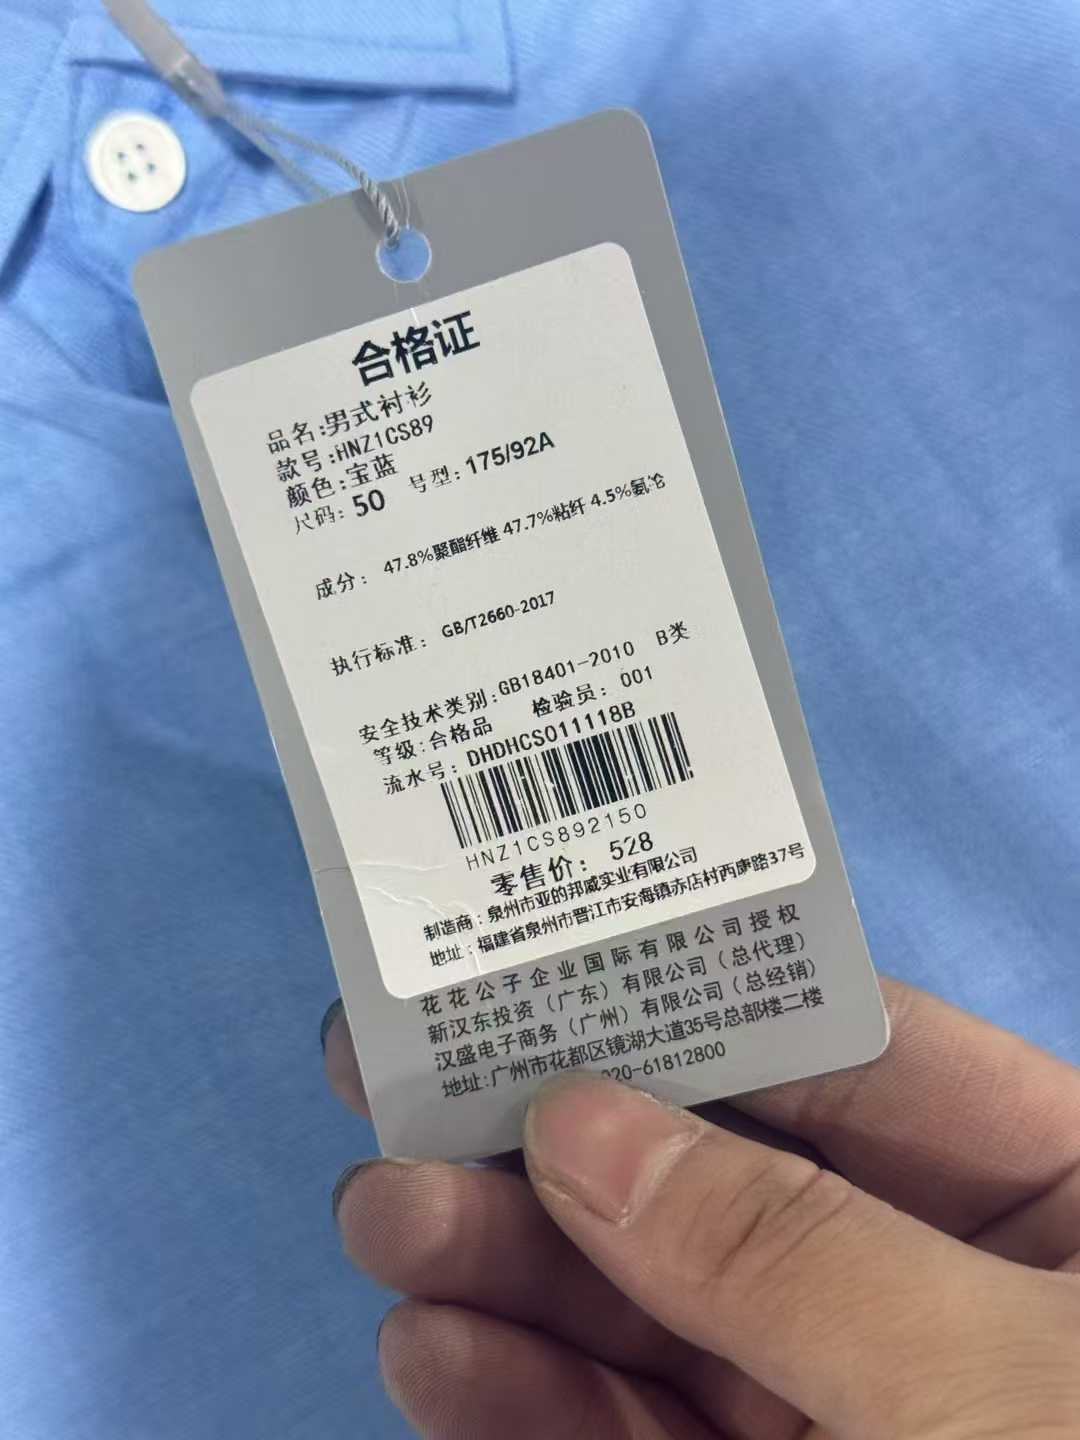 合格证
品名:男式衬衫
款号:HNZ1CS89
颜色:宝蓝
尺码: 50 号型: 175/92A
成分: 47.8%聚酯纤维 47.7%粘纤 4.5%氨沦
执行标准: GB/T2660-2017
安全技术类别:GB18401-2010 B类
等级:合格品 检验员: 001
流水号: DHDHCS011118B
HNZ1CS892150
零售价: 528
制造商:泉州市亚的邦威实业有限公司
地址:福建省泉州市晋江市安海镇赤店村西康路37号
花花公子企业国际有限公司授权
新汉东投资(广东)有限公司(总代理)
汉盛电子商务(广州)有限公司(总经销)
地址:广州市花都区镜湖大道35号总部楼二楼
020-61812800